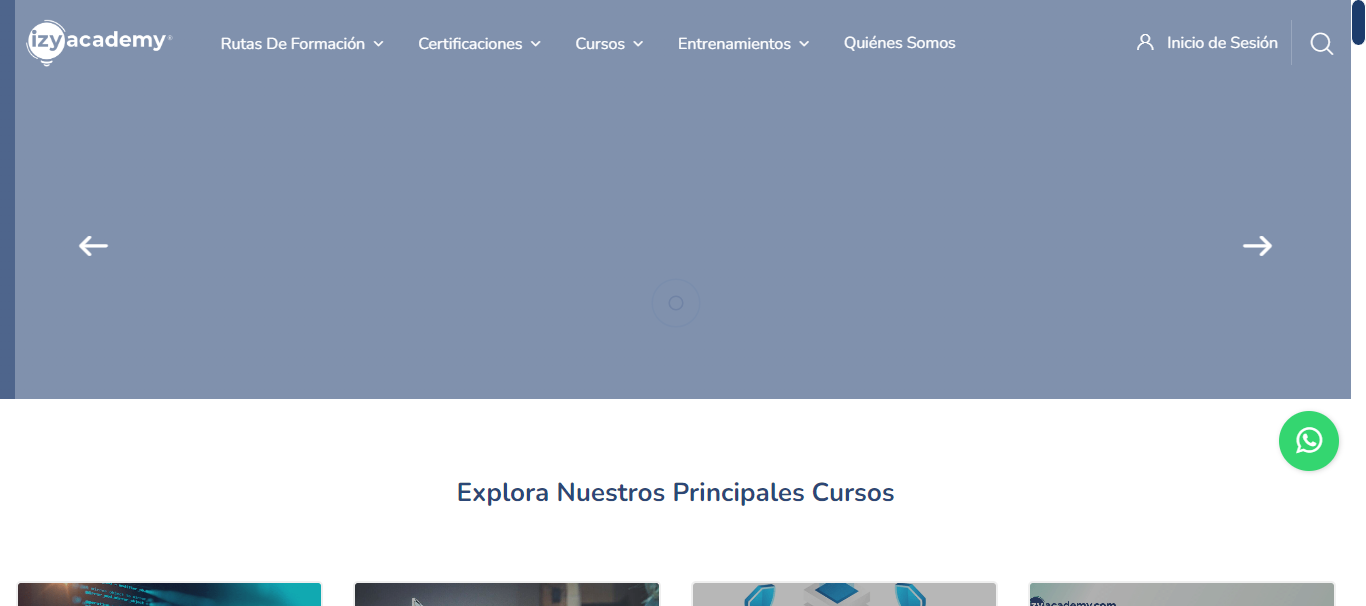 izyacademy®
Rutas De Formación
Certificaciones
Cursos
Entrenamientos
Quiénes Somos
Inicio de Sesión
Explora Nuestros Principales Cursos
izyacademy.com